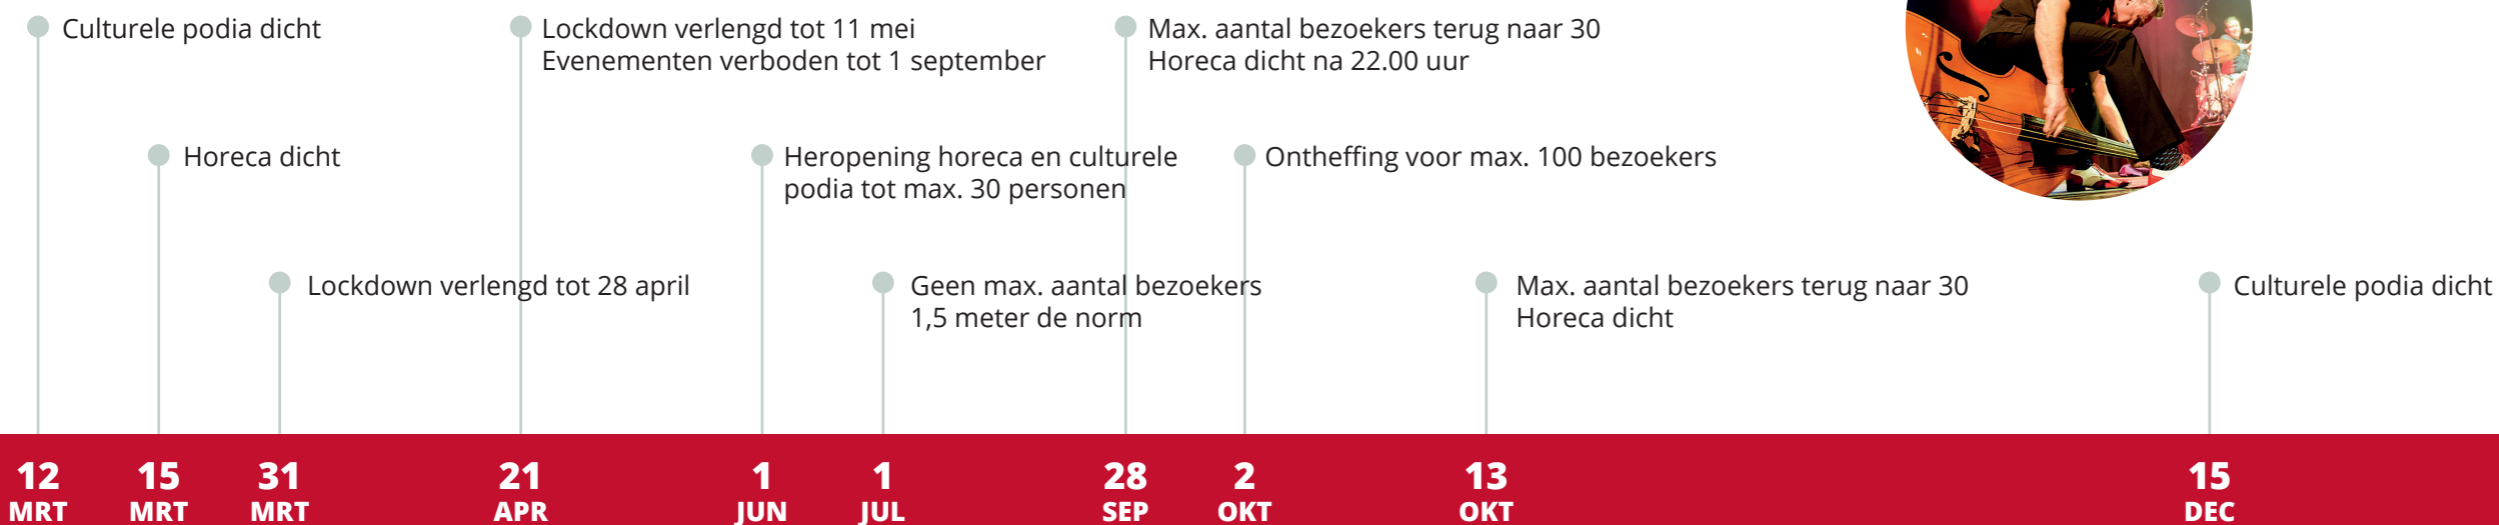 Culturele podia dicht
Lockdown verlengd tot 11 mei
Evenementen verboden tot 1 september
Max. aantal bezoekers terug naar 30
Horeca dicht na 22.00 uur
Horeca dicht
Heropening horeca en culturele
podia tot max. 30 personen
Ontheffing voor max. 100 bezoekers
Lockdown verlengd tot 28 april
Geen max. aantal bezoekers
1,5 meter de norm
Max. aantal bezoekers terug naar 30
Horeca dicht
Culturele podia dicht
12 MRT
15 MRT
31 MRT
21 APR
1 JUN
1 JUL
28 SEP
2 OKT
13 OKT
15 DEC